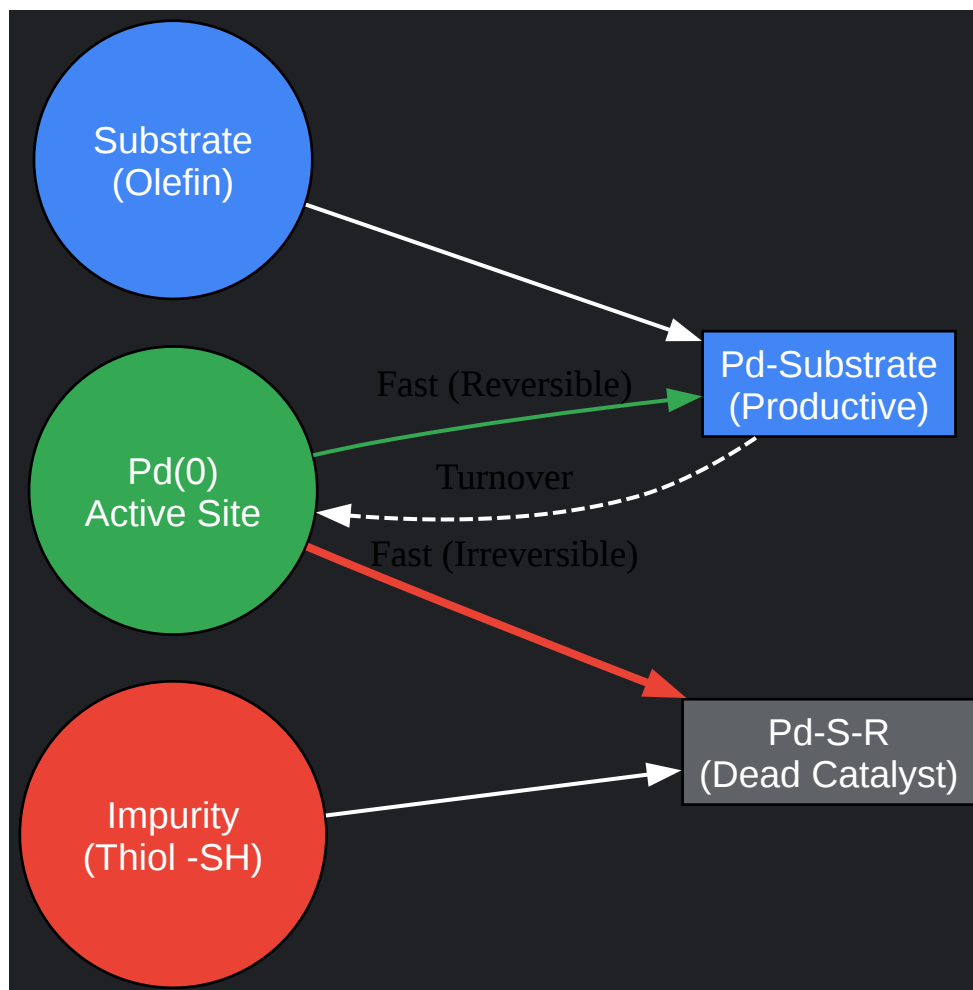 Substrate
(Olefin)
Pd-Substrate
(Productive)
Fast (Reversible)
Pd(0)
Active Site
Turnover
Fast (Irreversible)
Pd-S-R
(Dead Catalyst)
Impurity
(Thiol -SH)